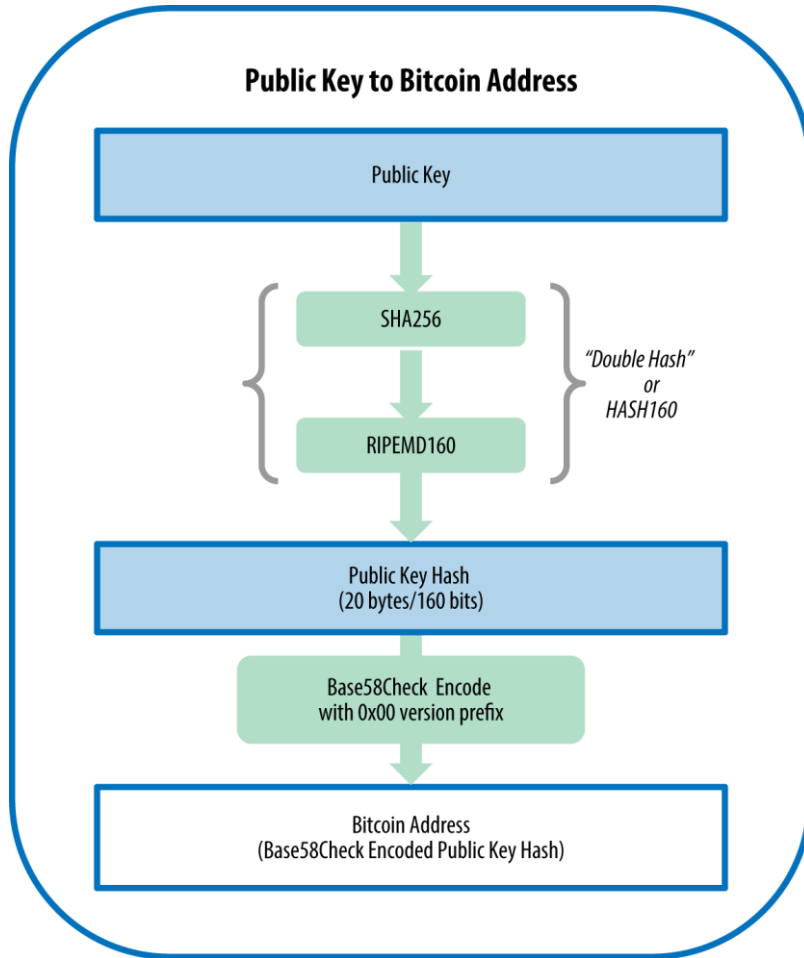 Public Key to Bitcoin Address
Public Key
SHA256
RIPEMD160
“Double Hash”
or
HASH160
Public Key Hash
(20 bytes/160 bits)
Base58Check Encode
with 0x00 version prefix
Bitcoin Address
(Base58Check Encoded Public Key Hash)